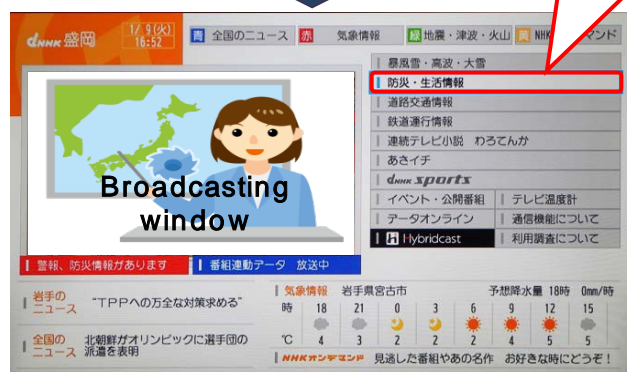 dNHK 盛岡
1/ 9(火)
16:52
青 全国のニュース
赤 気象情報
緑 地震・津波・火山
黄 NHK マンド
暴風雪・高波・大雪
防災・生活情報
道路交通情報
鉄道運行情報
連続テレビ小説 わろてんか
あさイチ
dNHK sports
イベント・公開番組
テレビ温度計
データオンライン
通信機能について
Hybridcast
利用調査について
Broadcasting
window
警報、防災情報があります
番組連動データ 放送中
岩手の
ニュース
“TPPへの万全な対策求める”
全国の
ニュース
北朝鮮がオリンピックに選手団の
派遣を表明
気象情報 岩手県宮古市 予想降水量 18時 0mm/時
時 18 21 0 3 6 9 12 15
℃ 4 3 2 2 2 4 5 5
NHKオンデマンド 見逃した番組やあの名作 お好きな時にどうぞ！